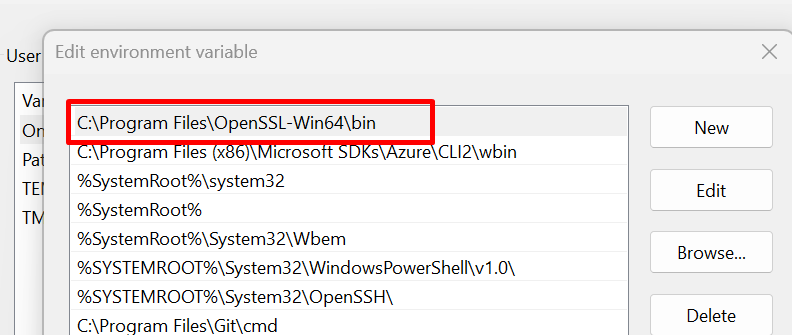 Edit environment variable
User
Var
On
Pat
TEM
TM
C:\Program Files\OpenSSL-Win64\bin
C:\Program Files (x86)\Microsoft SDKs\Azure\CLI2\wbin
%SystemRoot%\system32
%SystemRoot%
%SystemRoot%\System32\Wbem
%SYSTEMROOT%\System32\WindowsPowerShell\v1.0\
%SYSTEMROOT%\System32\OpenSSH\
C:\Program Files\Git\cmd
New
Edit
Browse...
Delete